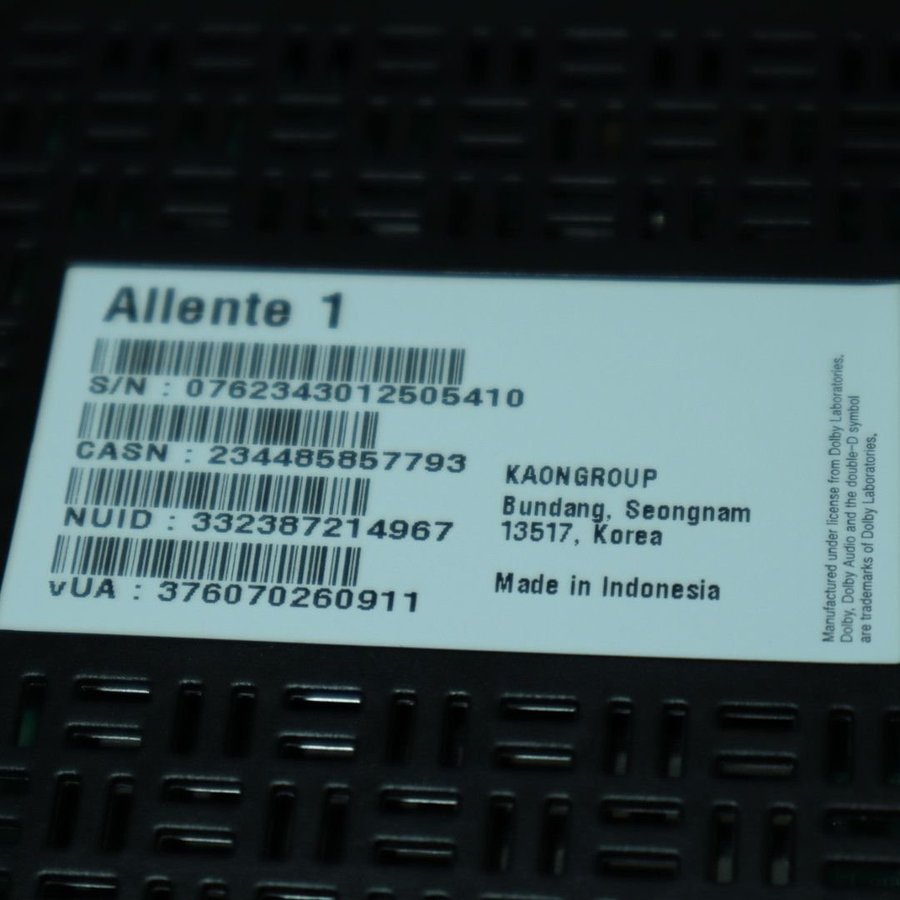 Allente 1
S/N : 0762343012505410
CASN : 234485857793
NUID : 332387214967
vUA : 376070260911
KAONGROUP
Bundang, Seongnam
13517, Korea
Made in Indonesia
Manufactured under license from Dolby Laboratories.
Dolby, Dolby Audio and the double-D symbol
are trademarks of Dolby Laboratories.